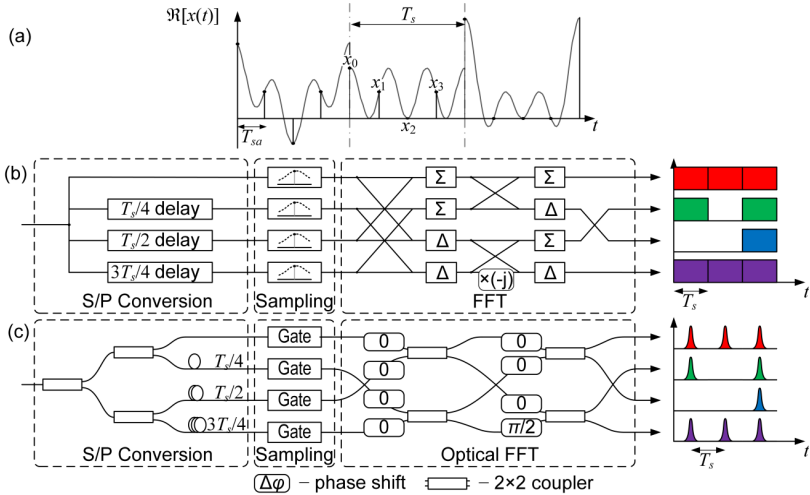 (a)
ℜ[x(t)]
T_s
x_0
x_1
x_3
x_2
t
T_sa
(b)
T_s/4 delay
T_s/2 delay
3T_s/4 delay
S/P Conversion
Sampling
Σ
Σ
Σ
Δ
Δ
Σ
Δ
×(-j)
Δ
FFT
T_s
t
(c)
T_s/4
T_s/2
3T_s/4
S/P Conversion
Gate
Gate
Gate
Gate
Sampling
0
0
0
0
0
0
0
π/2
Optical FFT
T_s
t
Δφ – phase shift
– 2×2 coupler